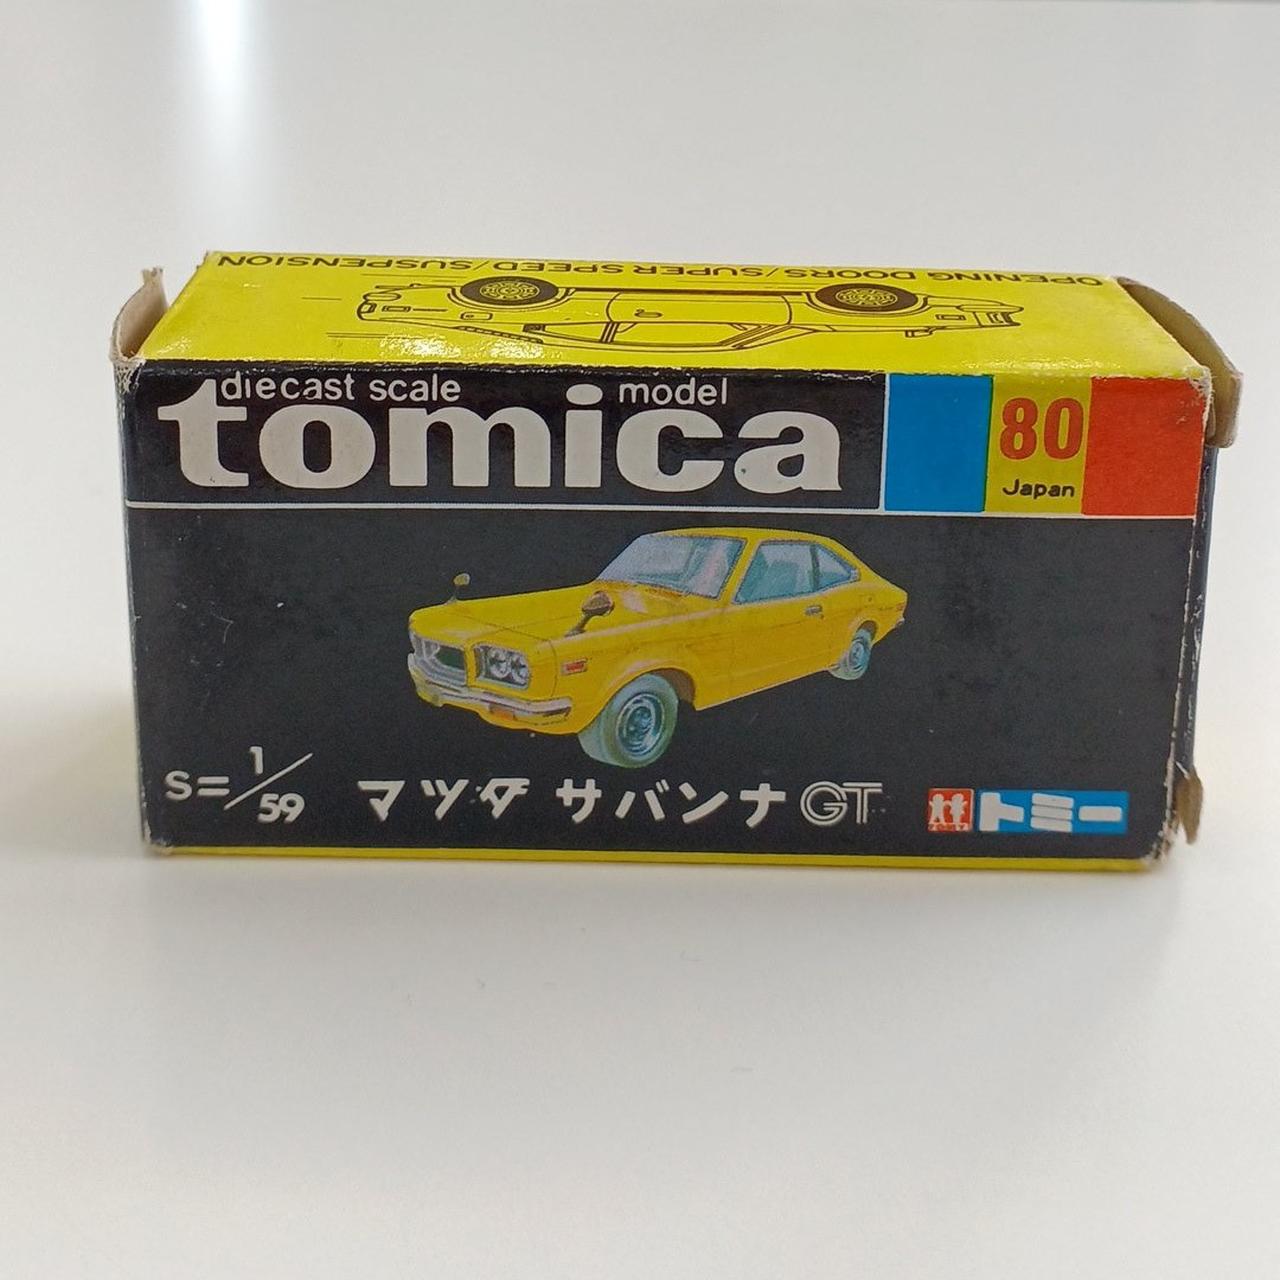 OPENING DOORS/SUPER SPEED/SUSPENSION
diecast scale model
tomica
80
Japan
S=1/59
マツダ サバンナGT
TOMY
トミー